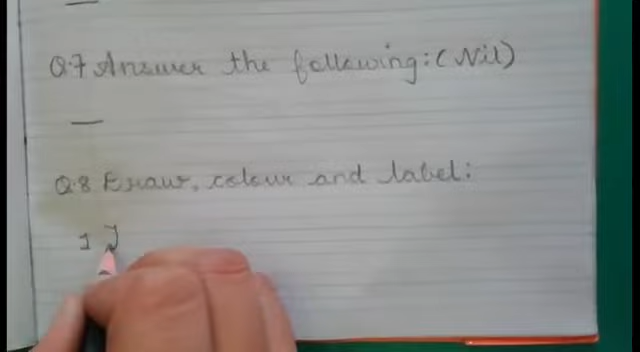 Q.7 Answer the following: (Nil)
—
Q.8 Draw, colour and label:
1